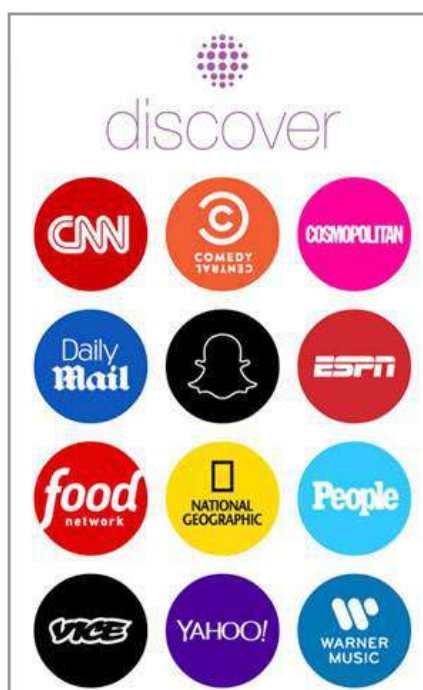 discover
CNN
COMEDY
CENTRAL
COSMOPOLITAN
Daily
Mail
ESPN
food
network
NATIONAL
GEOGRAPHIC
People
VICE
YAHOO!
WARNER
MUSIC